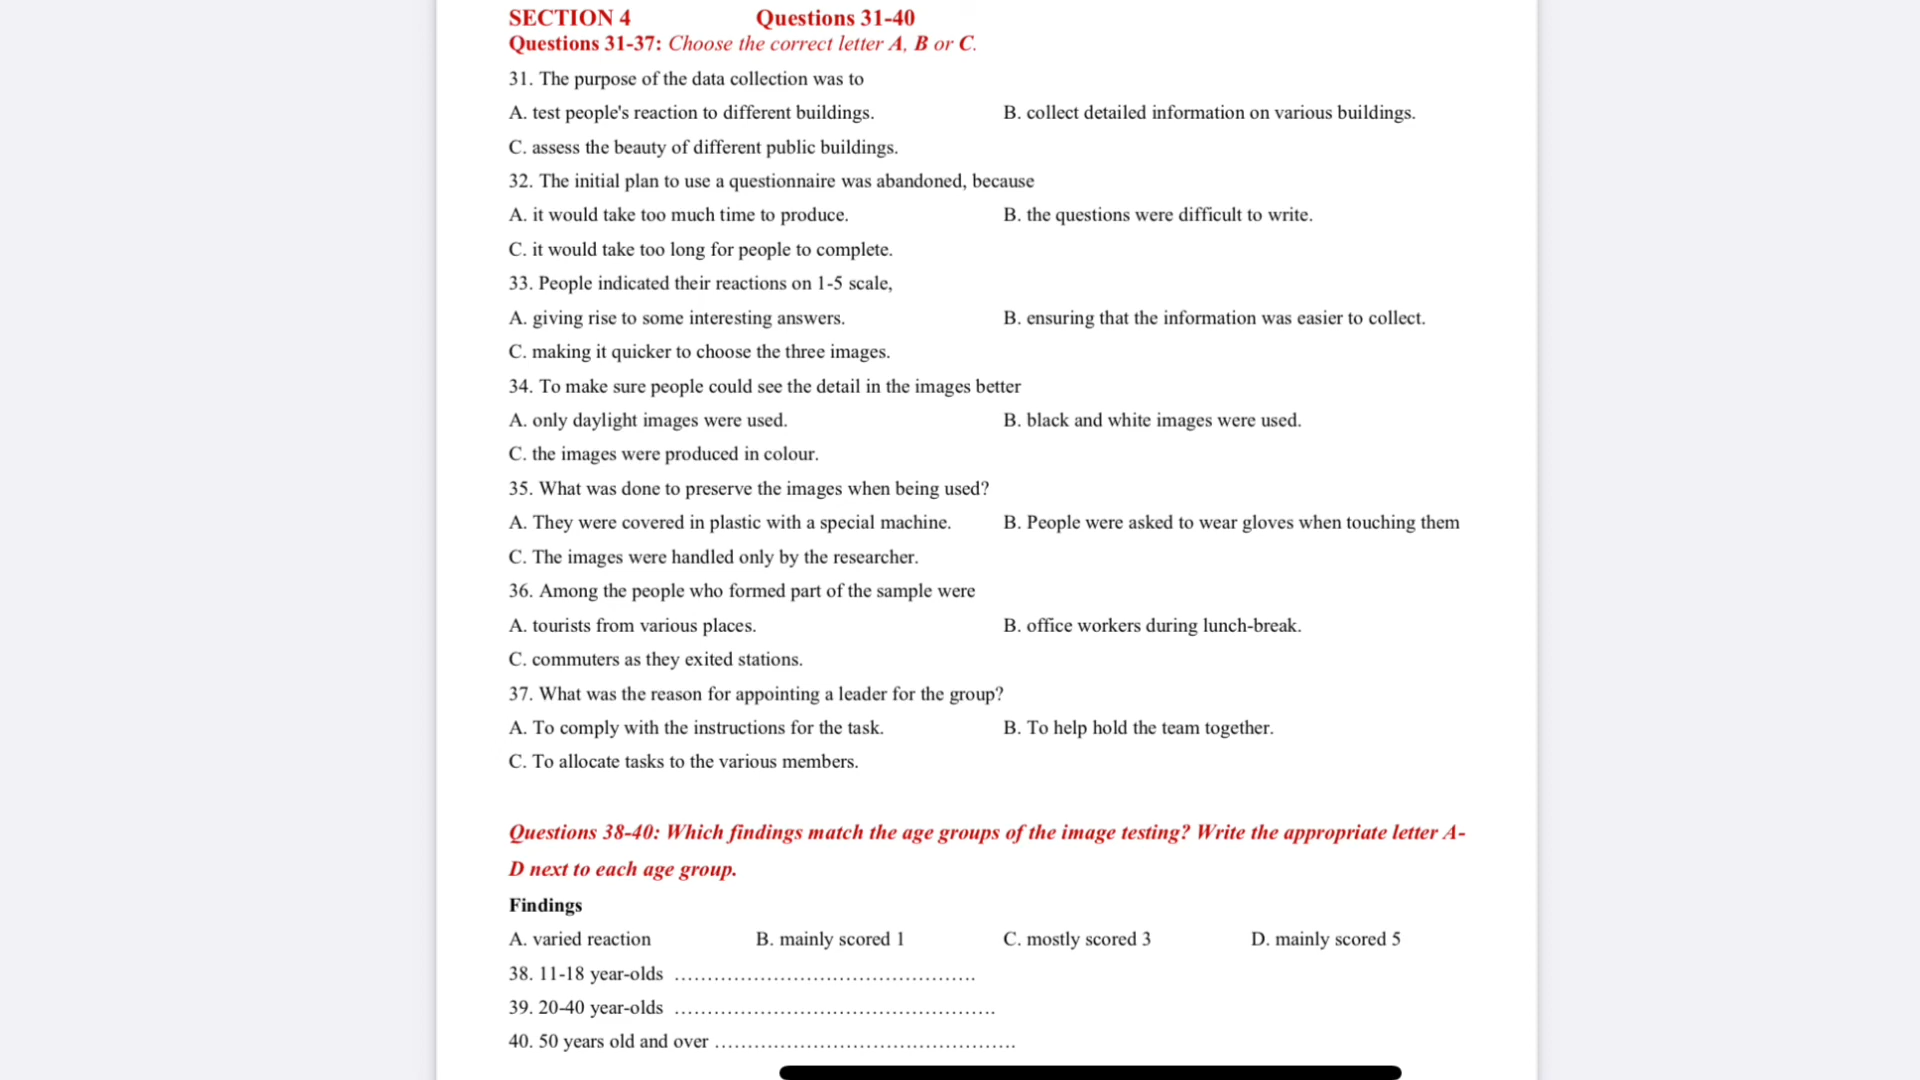 SECTION 4 Questions 31-40
Questions 31-37: Choose the correct letter A, B or C.
31. The purpose of the data collection was to
A. test people's reaction to different buildings. B. collect detailed information on various buildings.
C. assess the beauty of different public buildings.
32. The initial plan to use a questionnaire was abandoned, because
A. it would take too much time to produce. B. the questions were difficult to write.
C. it would take too long for people to complete.
33. People indicated their reactions on 1-5 scale,
A. giving rise to some interesting answers. B. ensuring that the information was easier to collect.
C. making it quicker to choose the three images.
34. To make sure people could see the detail in the images better
A. only daylight images were used. B. black and white images were used.
C. the images were produced in colour.
35. What was done to preserve the images when being used?
A. They were covered in plastic with a special machine. B. People were asked to wear gloves when touching them
C. The images were handled only by the researcher.
36. Among the people who formed part of the sample were
A. tourists from various places. B. office workers during lunch-break.
C. commuters as they exited stations.
37. What was the reason for appointing a leader for the group?
A. To comply with the instructions for the task. B. To help hold the team together.
C. To allocate tasks to the various members.
Questions 38-40: Which findings match the age groups of the image testing? Write the appropriate letter A-
D next to each age group.
Findings
A. varied reaction B. mainly scored 1 C. mostly scored 3 D. mainly scored 5
38. 11-18 year-olds ……………………………………….
39. 20-40 year-olds ………………………………………….
40. 50 years old and over ……………………………………….